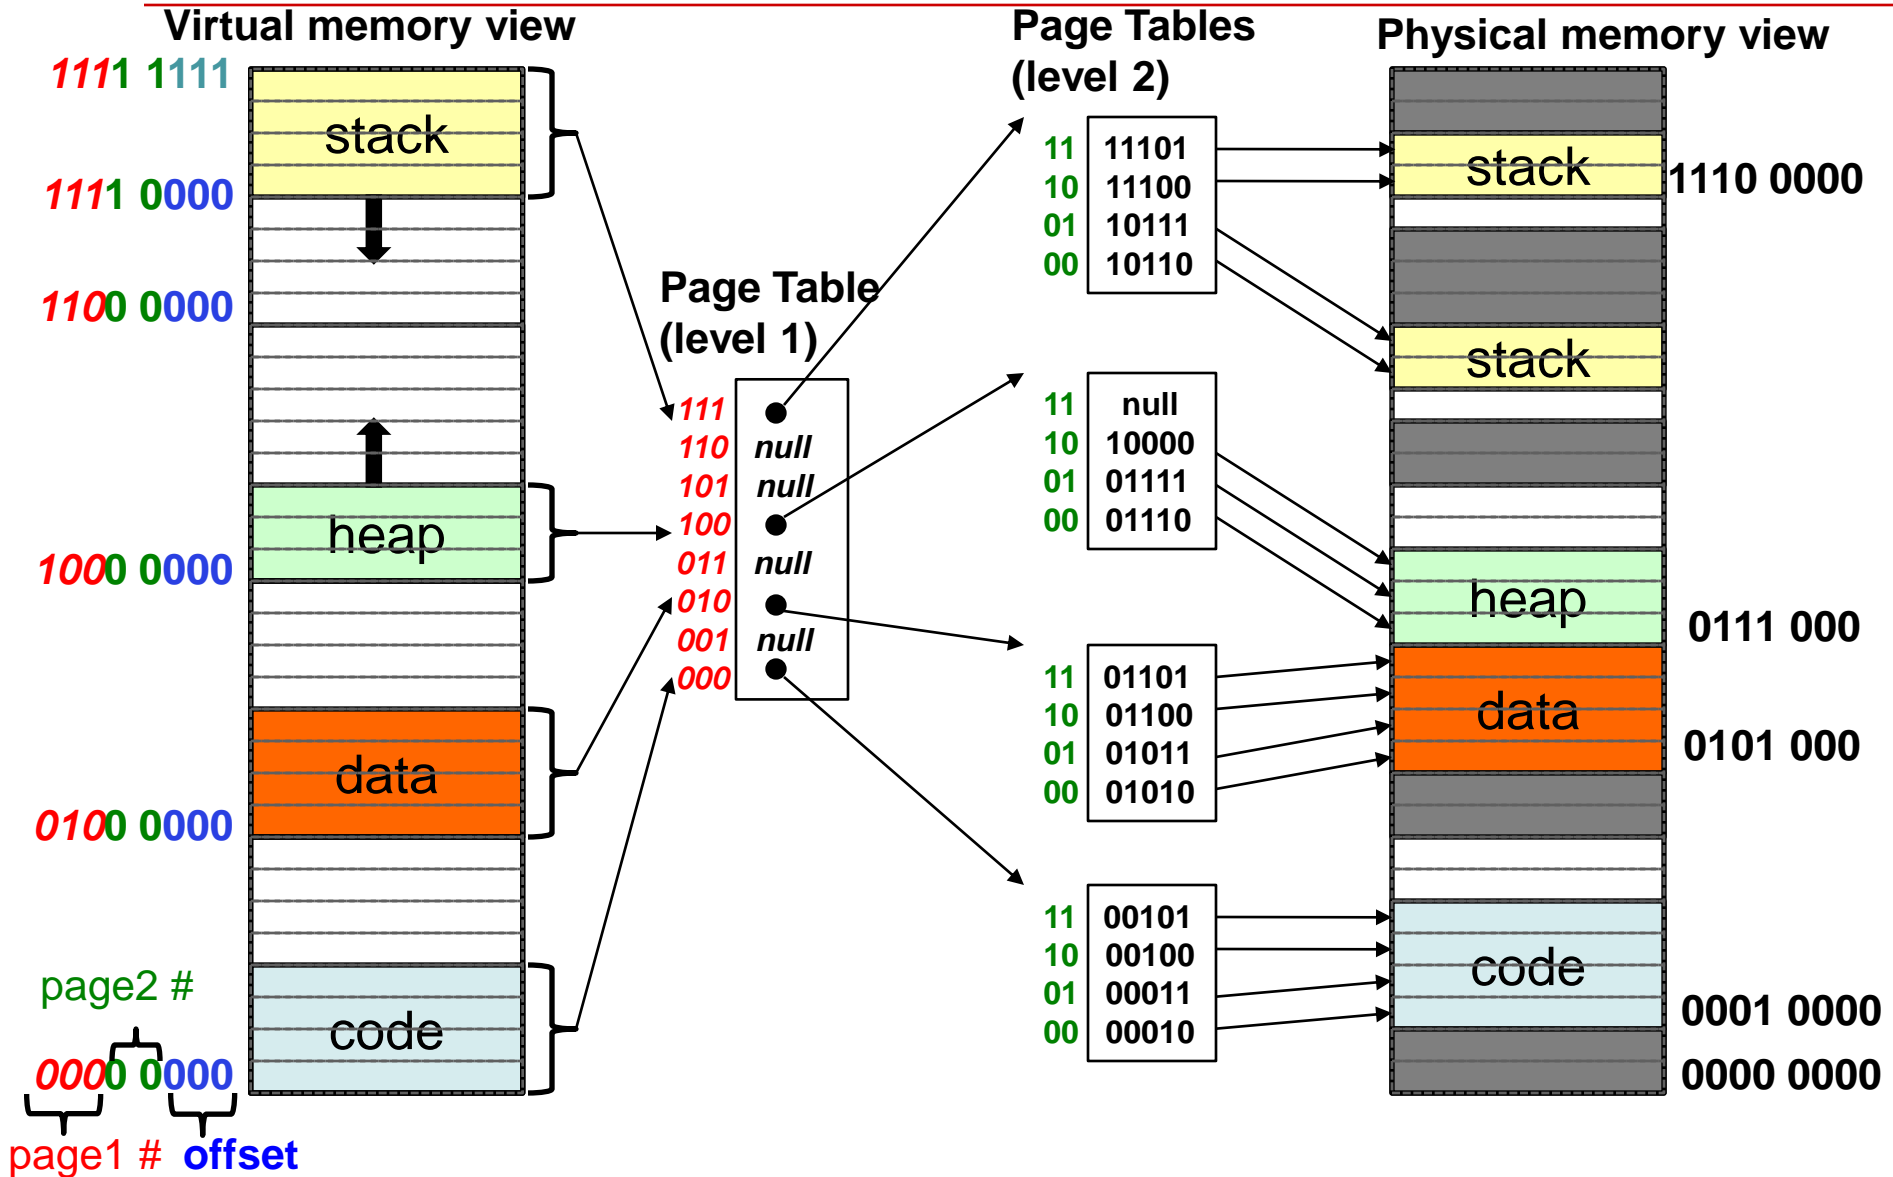 Virtual memory view
1111 1111
stack
1111 0000
1100 0000
heap
1000 0000
data
0100 0000
page2 #
code
0000 0000
page1 # offset
Page Table
(level 1)
111
110 null
101 null
100
011 null
010
001 null
000
Page Tables
(level 2)
11 11101
10 11100
01 10111
00 10110
11 null
10 10000
01 01111
00 01110
11 01101
10 01100
01 01011
00 01010
11 00101
10 00100
01 00011
00 00010
Physical memory view
stack 1110 0000
stack
heap
0111 000
data
0101 000
code
0001 0000
0000 0000